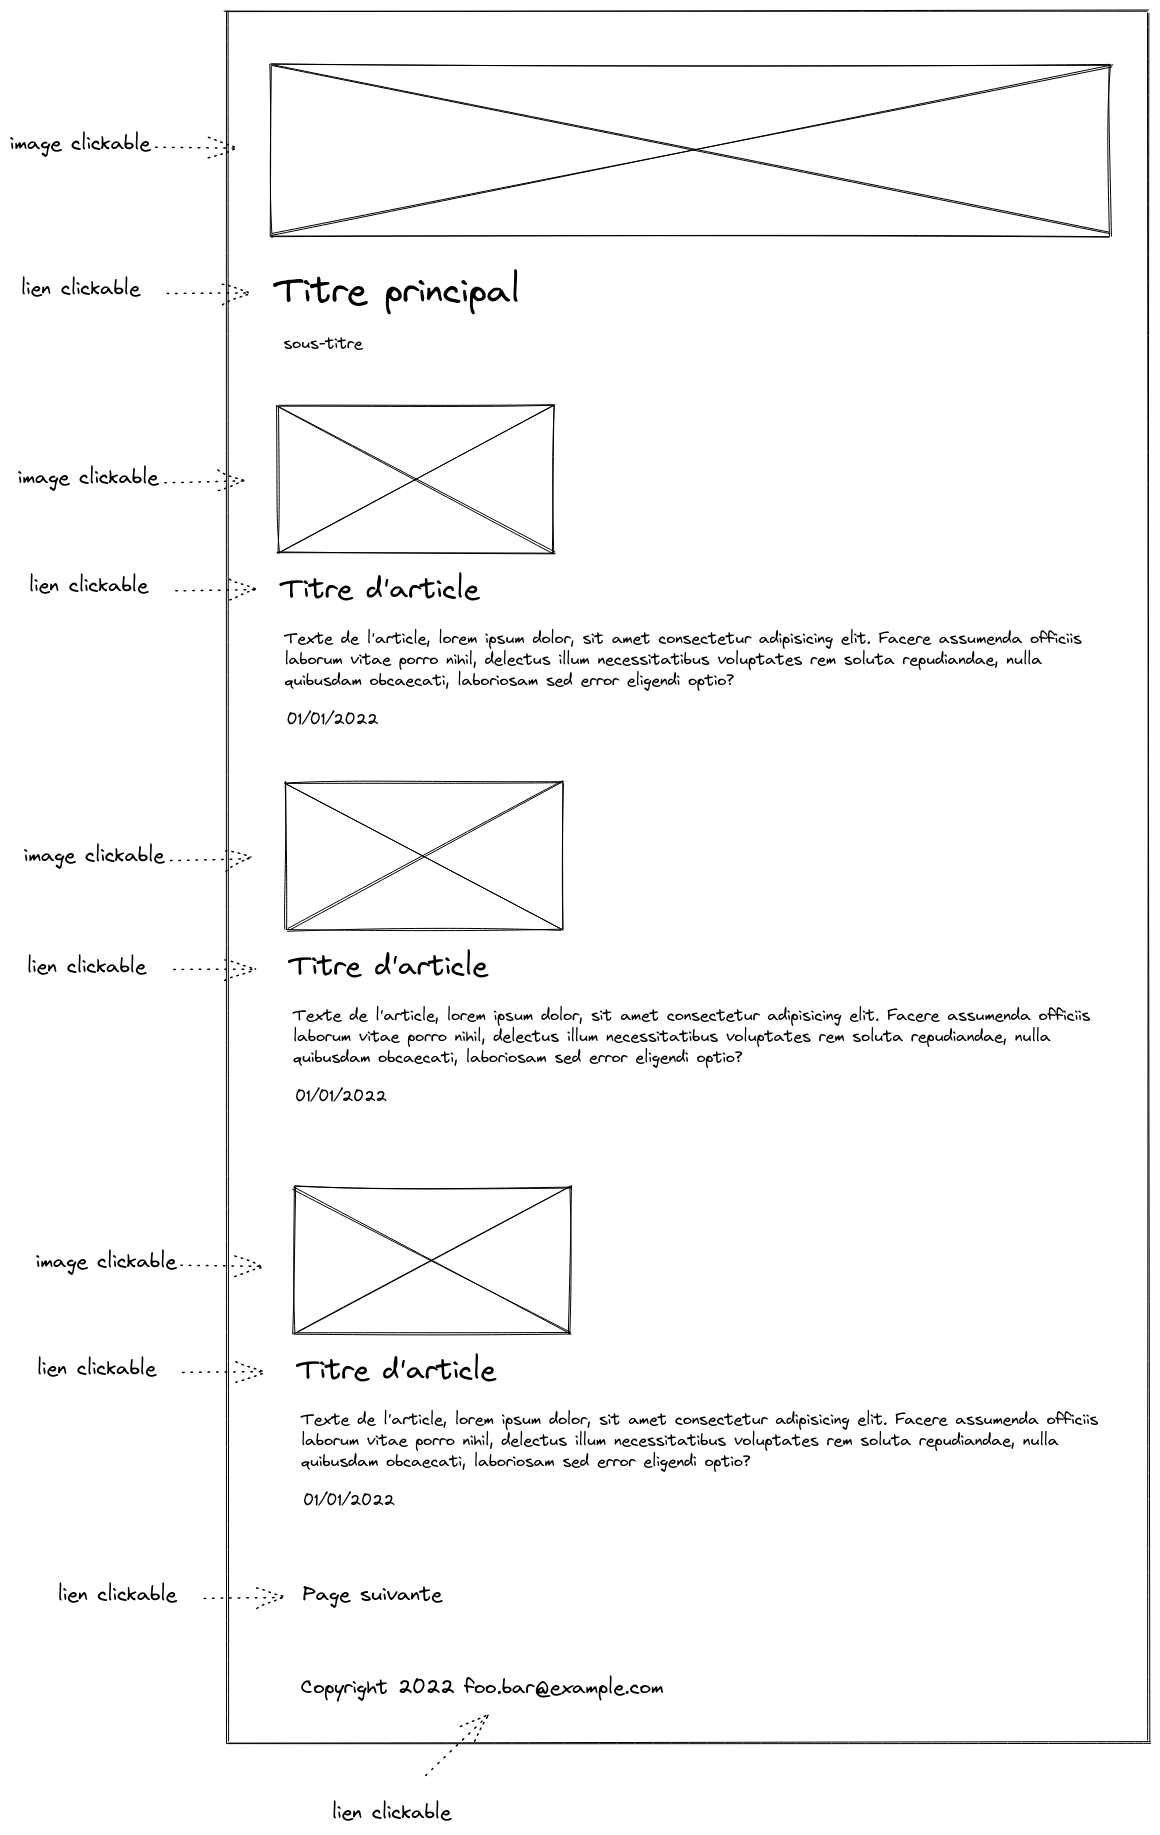 image clickable
lien clickable
Titre principal
sous-titre
image clickable
lien clickable
Titre d'article
Texte de l'article, lorem ipsum dolor, sit amet consectetur adipisicing elit. Facere assumenda officiis
laborum vitae porro nihil, delectus illum necessitatibus voluptates rem soluta repudiandae, nulla
quibusdam obcaecati, laboriosam sed error eligendi optio?
01/01/2022
image clickable
lien clickable
Titre d'article
Texte de l'article, lorem ipsum dolor, sit amet consectetur adipisicing elit. Facere assumenda officiis
laborum vitae porro nihil, delectus illum necessitatibus voluptates rem soluta repudiandae, nulla
quibusdam obcaecati, laboriosam sed error eligendi optio?
01/01/2022
image clickable
lien clickable
Titre d'article
Texte de l'article, lorem ipsum dolor, sit amet consectetur adipisicing elit. Facere assumenda officiis
laborum vitae porro nihil, delectus illum necessitatibus voluptates rem soluta repudiandae, nulla
quibusdam obcaecati, laboriosam sed error eligendi optio?
01/01/2022
lien clickable
Page suivante
Copyright 2022 foo.bar@example.com
lien clickable